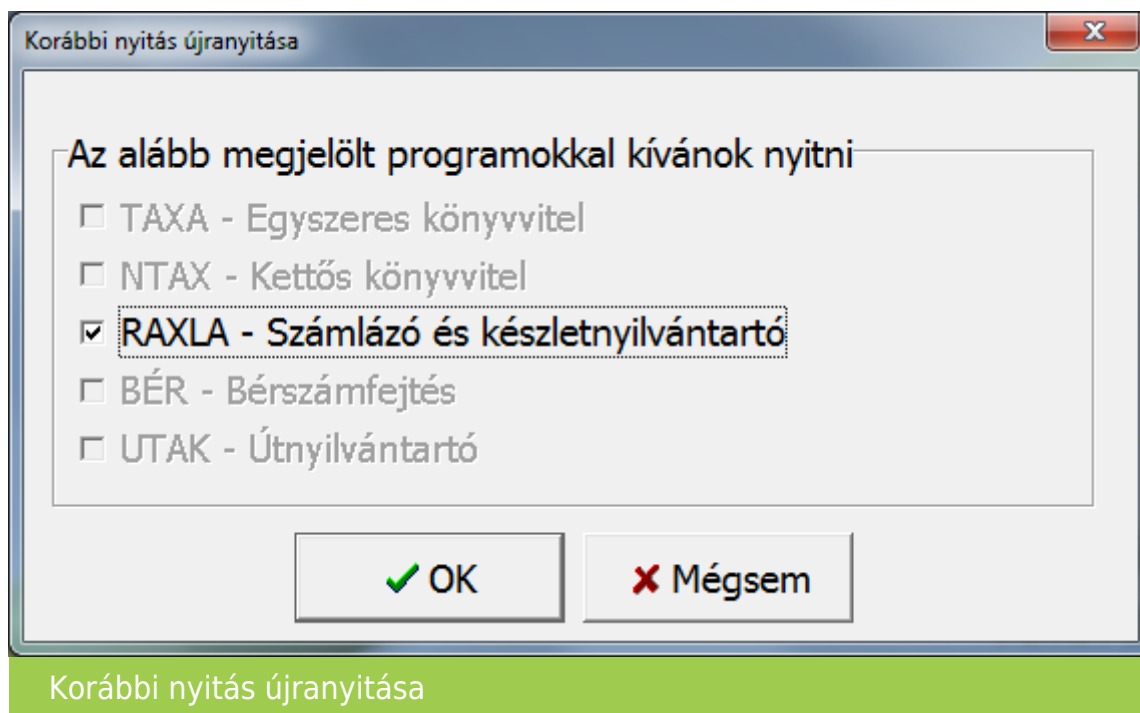 Korábbi nyitás újranyitása
Az alább megjelölt programokkal kívánok nyitni
TAXA - Egyszeres könyvvitel
NTAX - Kettős könyvvitel
RAXLA - Számlázó és készletnyilvántartó
BÉR - Bérszámfejtés
UTAK - Útnyilvántartó
OK
Mégsem
Korábbi nyitás újranyitása